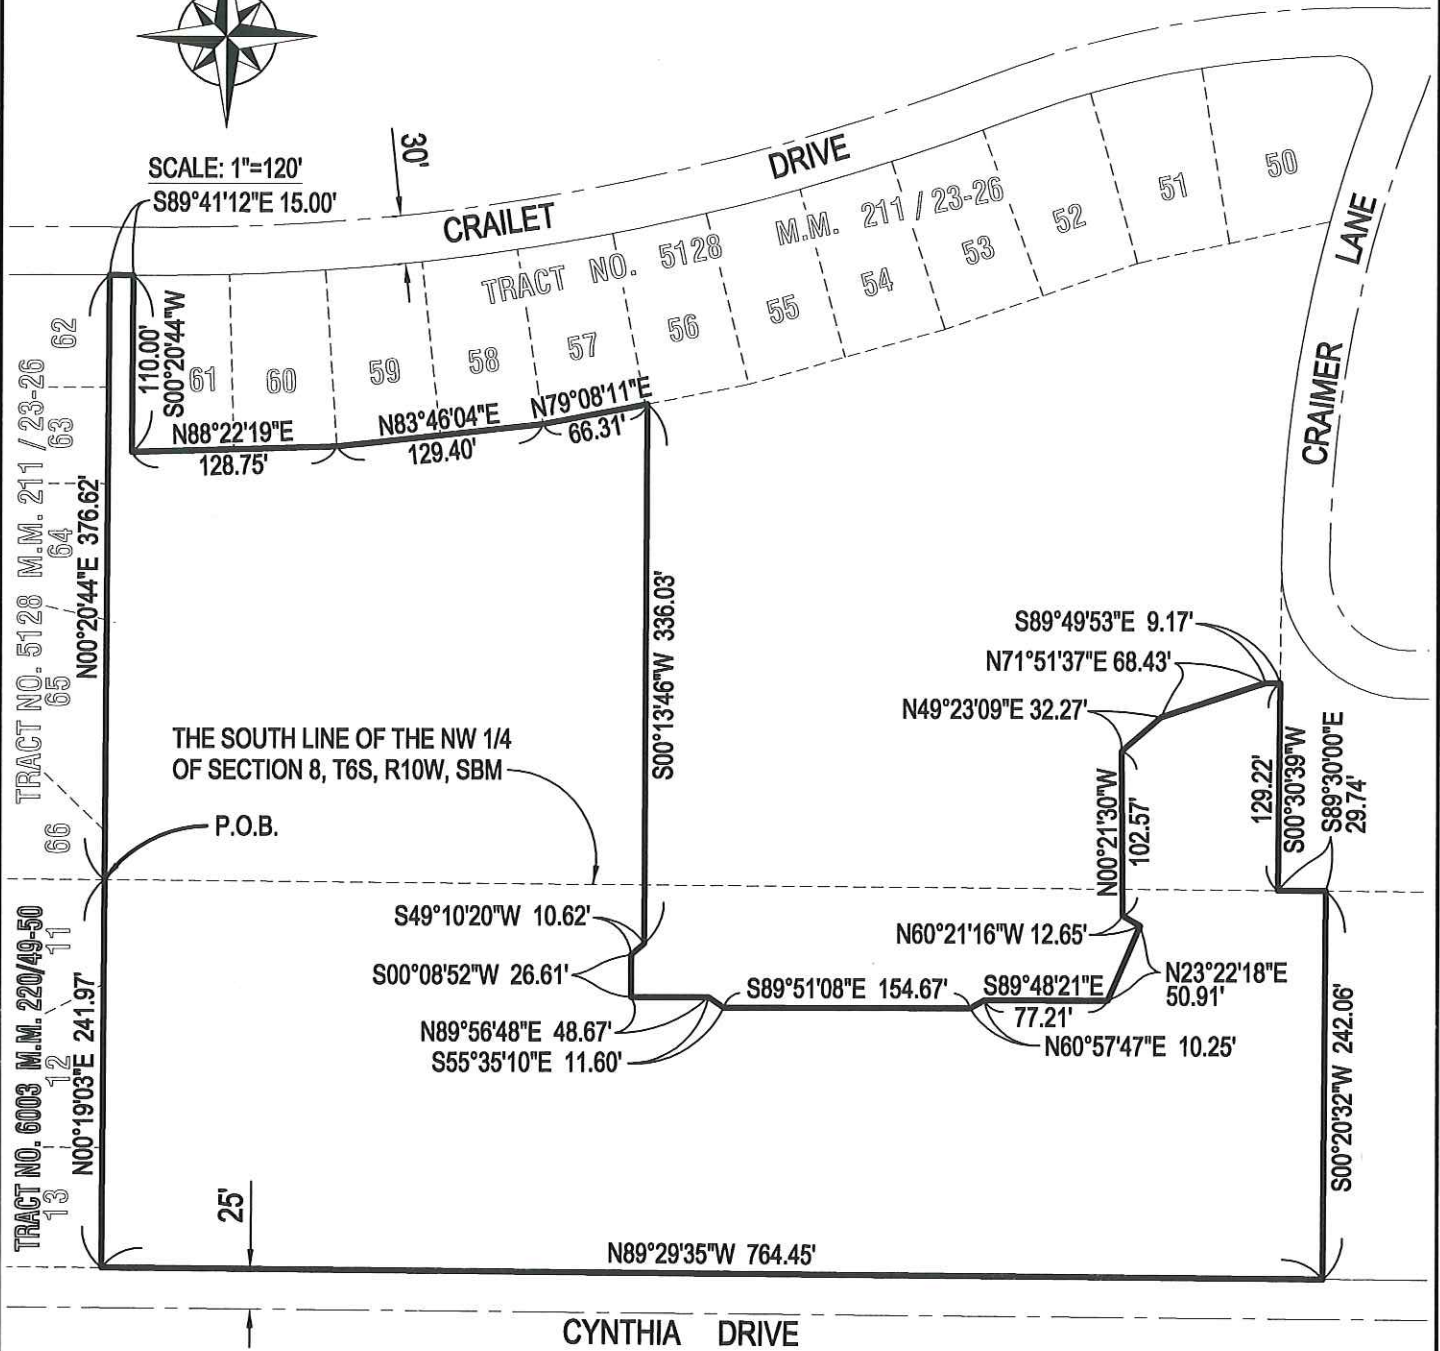 SCALE: 1"=120'
S89°41'12"E 15.00'
30'
CRAILET DRIVE
TRACT NO. 5128 M.M. 211 / 23-26
50
51
52
53
54
55
56
57
58
59
60
61
CRAIMER LANE
110.00'
S00°20'44"W
N88°22'19"E
128.75'
N83°46'04"E
129.40'
N79°08'11"E
66.31'
TRACT NO. 5128 M.M. 211 / 23-26
62
63
64
65
66
N00°20'44"E 376.62'
S00°13'46"W 336.03'
THE SOUTH LINE OF THE NW 1/4
OF SECTION 8, T6S, R10W, SBM
P.O.B.
S89°49'53"E 9.17'
N71°51'37"E 68.43'
N49°23'09"E 32.27'
N00°21'30"W
102.57'
129.22'
S00°30'39"W
S89°30'00"E
29.74'
S49°10'20"W 10.62'
S00°08'52"W 26.61'
N89°56'48"E 48.67'
S55°35'10"E 11.60'
S89°51'08"E 154.67'
S89°48'21"E
77.21'
N60°21'16"W 12.65'
N23°22'18"E
50.91'
N60°57'47"E 10.25'
TRACT NO. 6003 M.M. 220/49-50
11
12
13
N00°19'03"E 241.97'
S00°20'32"W 242.06'
25'
N89°29'35"W 764.45'
CYNTHIA DRIVE